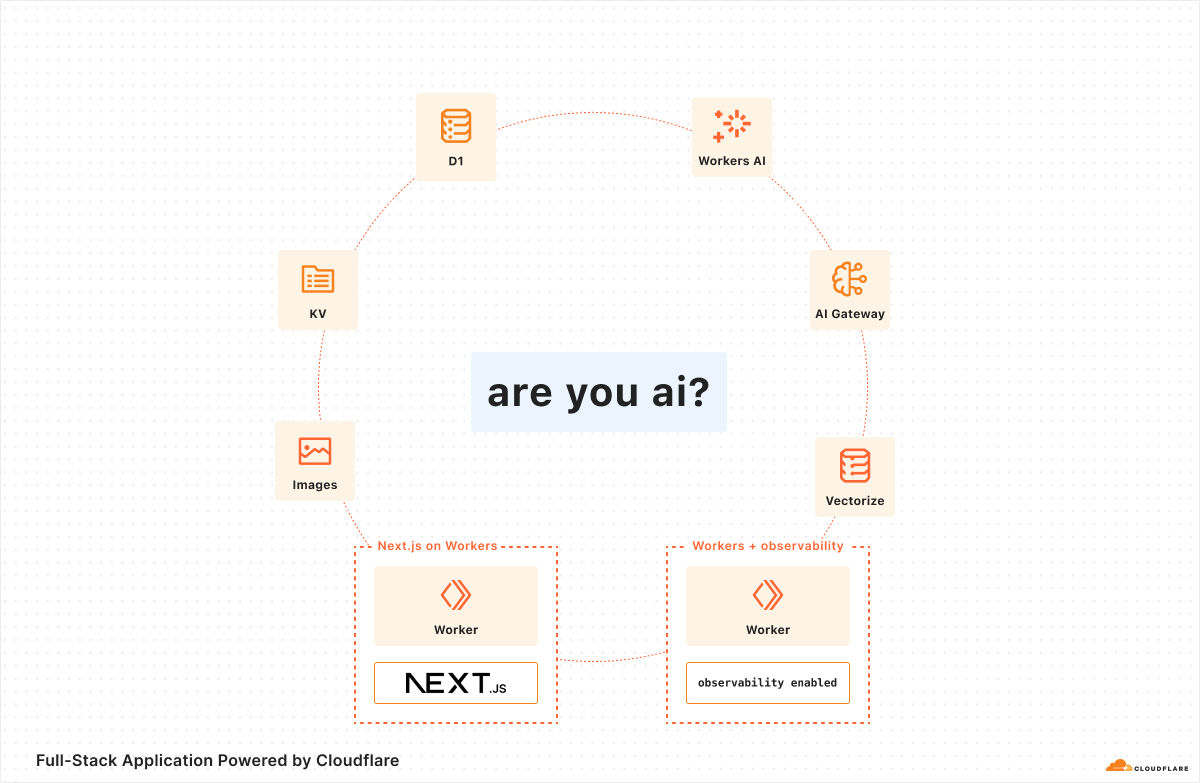 D1
Workers AI
KV
AI Gateway
are you ai?
Images
Vectorize
Next.js on Workers
Worker
NEXT.JS
Workers + observability
Worker
observability enabled
Full-Stack Application Powered by Cloudflare
CLOUDFLARE